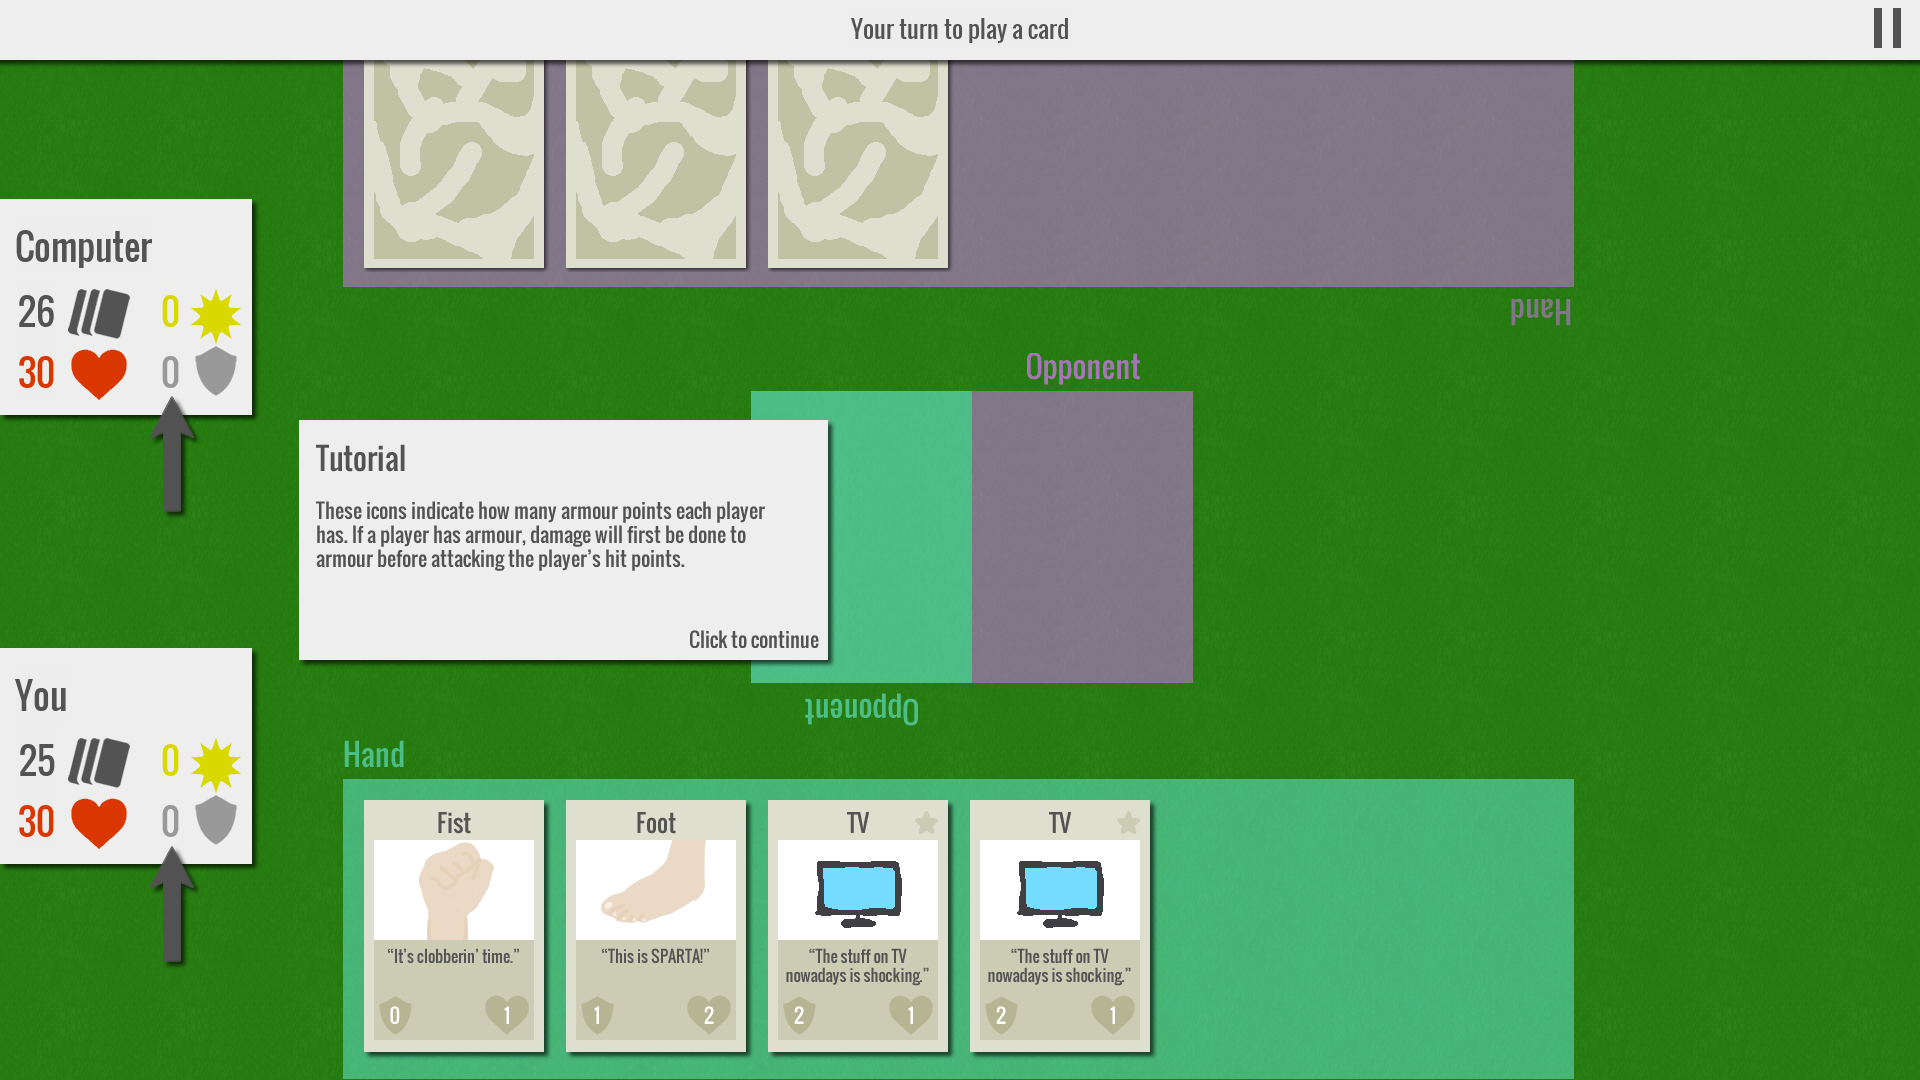 Your turn to play a card
Computer
26 0
30 0
Hand
Opponent
Tutorial
These icons indicate how many armour points each player
has. If a player has armour, damage will first be done to
armour before attacking the player's hit points.
Click to continue
You
25 0
30 0
Opponent
Hand
Fist
“It's clobberin' time.”
0 1
Foot
“This is SPARTA!”
1 2
TV
“The stuff on TV
nowadays is shocking.”
2 1
TV
“The stuff on TV
nowadays is shocking.”
2 1